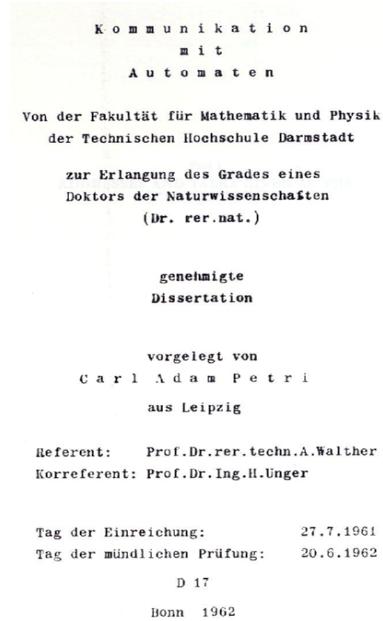 Kommunikation
mit
Automaten
Von der Fakultät für Mathematik und Physik
der Technischen Hochschule Darmstadt
zur Erlangung des Grades eines
Doktors der Naturwissenschaften
(Dr. rer.nat.)
genehmigte
Dissertation
vorgelegt von
Carl Adam Petri
aus Leipzig
Referent: Prof.Dr.rer.techn.A.Walther
Korreferent: Prof.Dr.Ing.H.Unger
Tag der Einreichung: 27.7.1961
Tag der mündlichen Prüfung: 20.6.1962
D 17
Bonn 1962